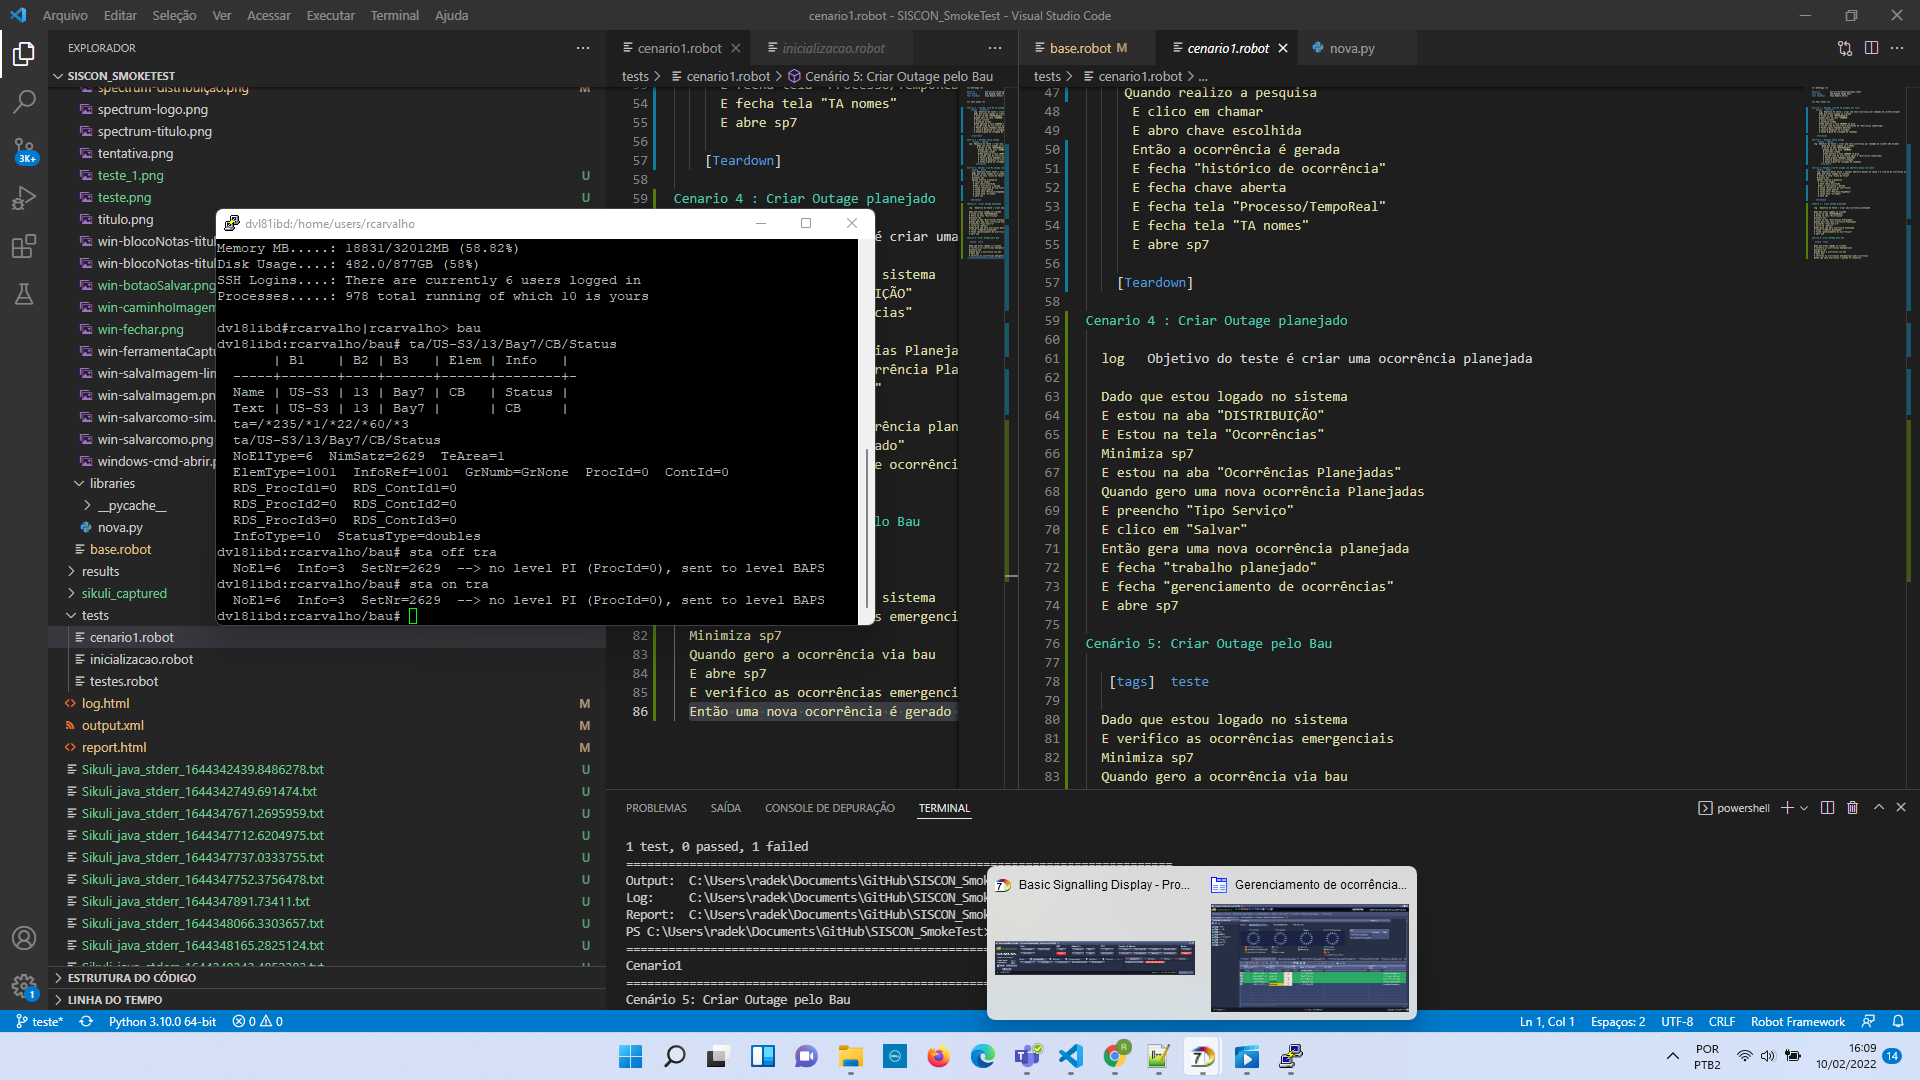 Arquivo Editar Seleção Ver Acessar Executar Terminal Ajuda
cenario1.robot - SISCON_SmokeTest - Visual Studio Code
EXPLORADOR
SISCON_SMOKETEST
spectrum-distribuição.png M
spectrum-logo.png
spectrum-titulo.png
tentativa.png
teste_1.png U
teste.png U
titulo.png
win-blocoNotas-titul
win-blocoNotas-titul
win-botaoSalvar.png
win-caminhoImagem
win-fechar.png
win-ferramentaCaptu
win-salvaImagem-lin
win-salvaImagem.pn
win-salvarcomo-sim.
win-salvarcomo.png
windows-cmd-abrir.p
libraries
__pycache__
nova.py
base.robot
results
sikuli_captured
tests
cenario1.robot
inicializacao.robot
testes.robot
log.html M
output.xml M
report.html M
Sikuli_java_stderr_1644342439.8486278.txt U
Sikuli_java_stderr_1644342749.691474.txt U
Sikuli_java_stderr_1644347671.2695959.txt U
Sikuli_java_stderr_1644347712.6204975.txt U
Sikuli_java_stderr_1644347737.0333755.txt U
Sikuli_java_stderr_1644347752.3756478.txt U
Sikuli_java_stderr_1644347891.73411.txt U
Sikuli_java_stderr_1644348066.3303657.txt U
Sikuli_java_stderr_1644348165.2825124.txt U
ESTRUTURA DO CÓDIGO
LINHA DO TEMPO
3K+
1
dvl81ibd:/home/users/rcarvalho
Memory MB.....: 18831/32012MB (58.82%)
Disk Usage....: 482.0/877GB (58%)
SSH Logins....: There are currently 6 users logged in
Processes.....: 978 total running of which 10 is yours
dvl81ibd#rcarvalho|rcarvalho> bau
dvl81ibd:rcarvalho/bau# ta/US-S3/13/Bay7/CB/Status
| B1 | B2 | B3 | Elem | Info |
-----+-------+----+------+------+--------+-
Name | US-S3 | 13 | Bay7 | CB | Status |
Text | US-S3 | 13 | Bay7 | | CB |
ta=/*235/*1/*22/*60/*3
ta/US-S3/13/Bay7/CB/Status
NoElType=6 NimSatz=2629 TeArea=1
ElemType=1001 InfoRef=1001 GrNumb=GrNone ProcId=0 ContId=0
RDS_ProcId1=0 RDS_ContId1=0
RDS_ProcId2=0 RDS_ContId2=0
RDS_ProcId3=0 RDS_ContId3=0
InfoType=10 StatusType=doubles
dvl81ibd:rcarvalho/bau# sta off tra
NoEl=6 Info=3 SetNr=2629 --> no level PI (ProcId=0), sent to level BAPS
dvl81ibd:rcarvalho/bau# sta on tra
NoEl=6 Info=3 SetNr=2629 --> no level PI (ProcId=0), sent to level BAPS
dvl81ibd:rcarvalho/bau#
cenario1.robot inicializacao.robot
tests > cenario1.robot > Cenário 5: Criar Outage pelo Bau
54 E fecha tela "TA nomes"
55 E abre sp7
56
57 [Teardown]
58
59 Cenario 4 : Criar Outage planejado
é criar uma
sistema
IÇÃO"
cias"
ias Planeja
rrência Pla
"
rência plan
ado"
e ocorrênci
lo Bau
sistema
s emergenci
82 Minimiza sp7
83 Quando gero a ocorrência via bau
84 E abre sp7
85 E verifico as ocorrências emergenci
86 Então uma nova ocorrência é gerado
base.robot M cenario1.robot nova.py
tests > cenario1.robot > ...
47 Quando realizo a pesquisa
48 E clico em chamar
49 E abro chave escolhida
50 Então a ocorrência é gerada
51 E fecha "histórico de ocorrência"
52 E fecha chave aberta
53 E fecha tela "Processo/TempoReal"
54 E fecha tela "TA nomes"
55 E abre sp7
56
57 [Teardown]
58
59 Cenario 4 : Criar Outage planejado
60
61 log Objetivo do teste é criar uma ocorrência planejada
62
63 Dado que estou logado no sistema
64 E estou na aba "DISTRIBUIÇÃO"
65 E Estou na tela "Ocorrências"
66 Minimiza sp7
67 E estou na aba "Ocorrências Planejadas"
68 Quando gero uma nova ocorrência Planejadas
69 E preencho "Tipo Serviço"
70 E clico em "Salvar"
71 Então gera uma nova ocorrência planejada
72 E fecha "trabalho planejado"
73 E fecha "gerenciamento de ocorrências"
74 E abre sp7
75
76 Cenário 5: Criar Outage pelo Bau
77
78 [tags] teste
79
80 Dado que estou logado no sistema
81 E verifico as ocorrências emergenciais
82 Minimiza sp7
83 Quando gero a ocorrência via bau
PROBLEMAS SAÍDA CONSOLE DE DEPURAÇÃO TERMINAL
powershell
1 test, 0 passed, 1 failed
==============================================================================
Output: C:\Users\radek\Documents\GitHub\SISCON_Smok
Log: C:\Users\radek\Documents\GitHub\SISCON_Smok
Report: C:\Users\radek\Documents\GitHub\SISCON_Smok
PS C:\Users\radek\Documents\GitHub\SISCON_SmokeTest>
Cenario1
Cenário 5: Criar Outage pelo Bau
Basic Signalling Display - Pro...
Gerenciamento de ocorrência...
teste* Python 3.10.0 64-bit 0 0
Ln 1, Col 1 Espaços: 2 UTF-8 CRLF Robot Framework
POR
PTB2
16:09
10/02/2022
14